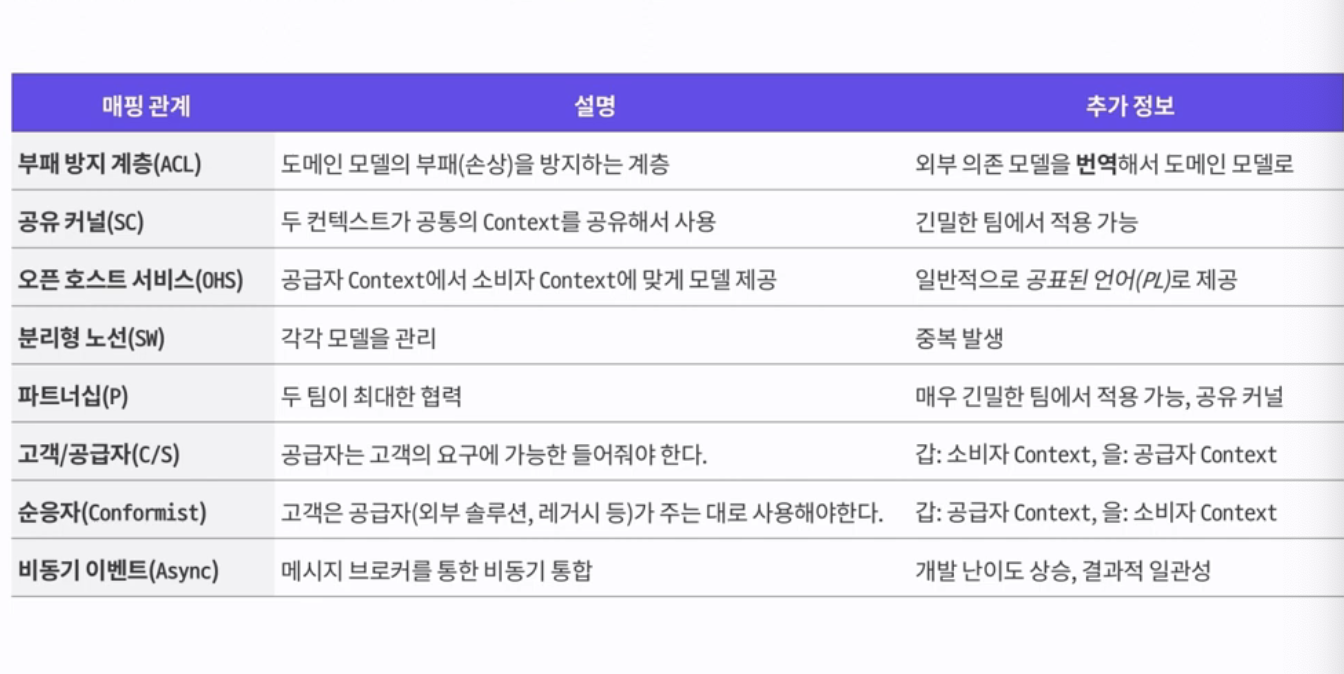 매핑 관계 설명 추가 정보
부패 방지 계층(ACL) 도메인 모델의 부패(손상)을 방지하는 계층 외부 의존 모델을 번역해서 도메인 모델로
공유 커널(SC) 두 컨텍스트가 공통의 Context를 공유해서 사용 긴밀한 팀에서 적용 가능
오픈 호스트 서비스(OHS) 공급자 Context에서 소비자 Context에 맞게 모델 제공 일반적으로 공표된 언어(PL)로 제공
분리형 노선(SW) 각각 모델을 관리 중복 발생
파트너십(P) 두 팀이 최대한 협력 매우 긴밀한 팀에서 적용 가능, 공유 커널
고객/공급자(C/S) 공급자는 고객의 요구에 가능한 들어줘야 한다. 갑: 소비자 Context, 을: 공급자 Context
순응자(Conformist) 고객은 공급자(외부 솔루션, 레거시 등)가 주는 대로 사용해야한다. 갑: 공급자 Context, 을: 소비자 Context
비동기 이벤트(Async) 메시지 브로커를 통한 비동기 통합 개발 난이도 상승, 결과적 일관성